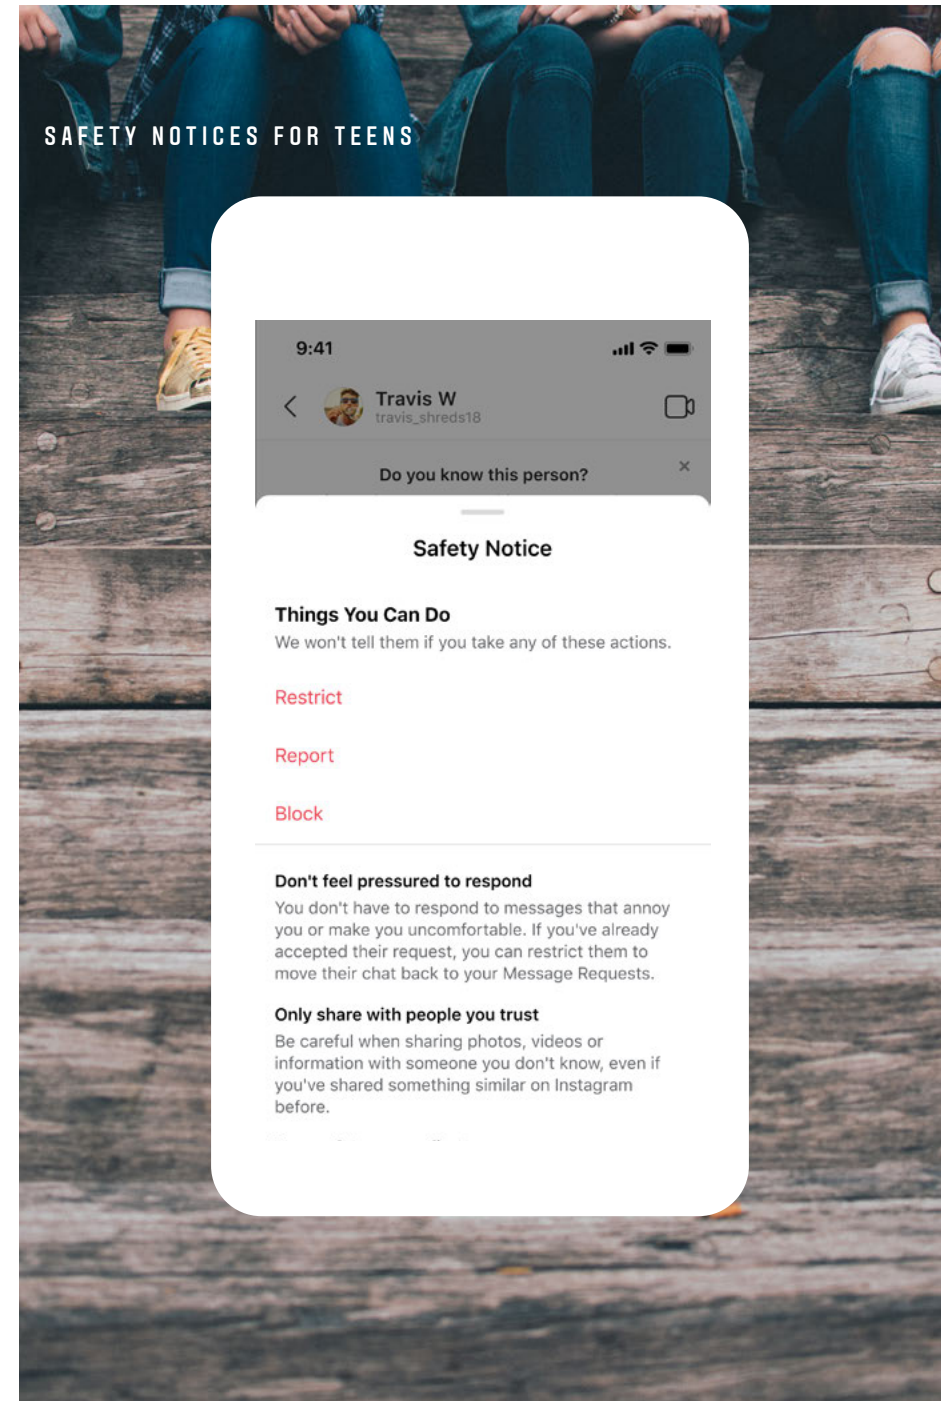 SAFETY NOTICES FOR TEENS
9:41
Travis W
travis_shreds18
Do you know this person?
Safety Notice
Things You Can Do
We won't tell them if you take any of these actions.
Restrict
Report
Block
Don't feel pressured to respond
You don't have to respond to messages that annoy
you or make you uncomfortable. If you've already
accepted their request, you can restrict them to
move their chat back to your Message Requests.
Only share with people you trust
Be careful when sharing photos, videos or
information with someone you don't know, even if
you've shared something similar on Instagram
before.